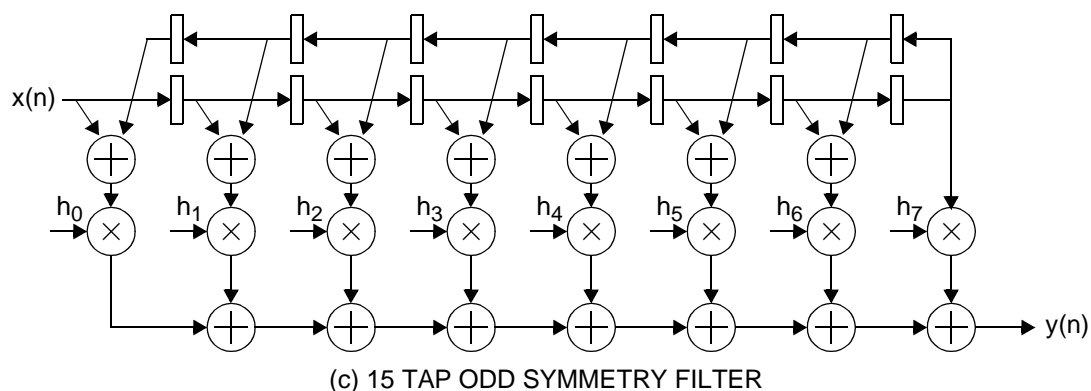 x(n)
h0 h1 h2 h3 h4 h5 h6 h7
y(n)
(c) 15 TAP ODD SYMMETRY FILTER